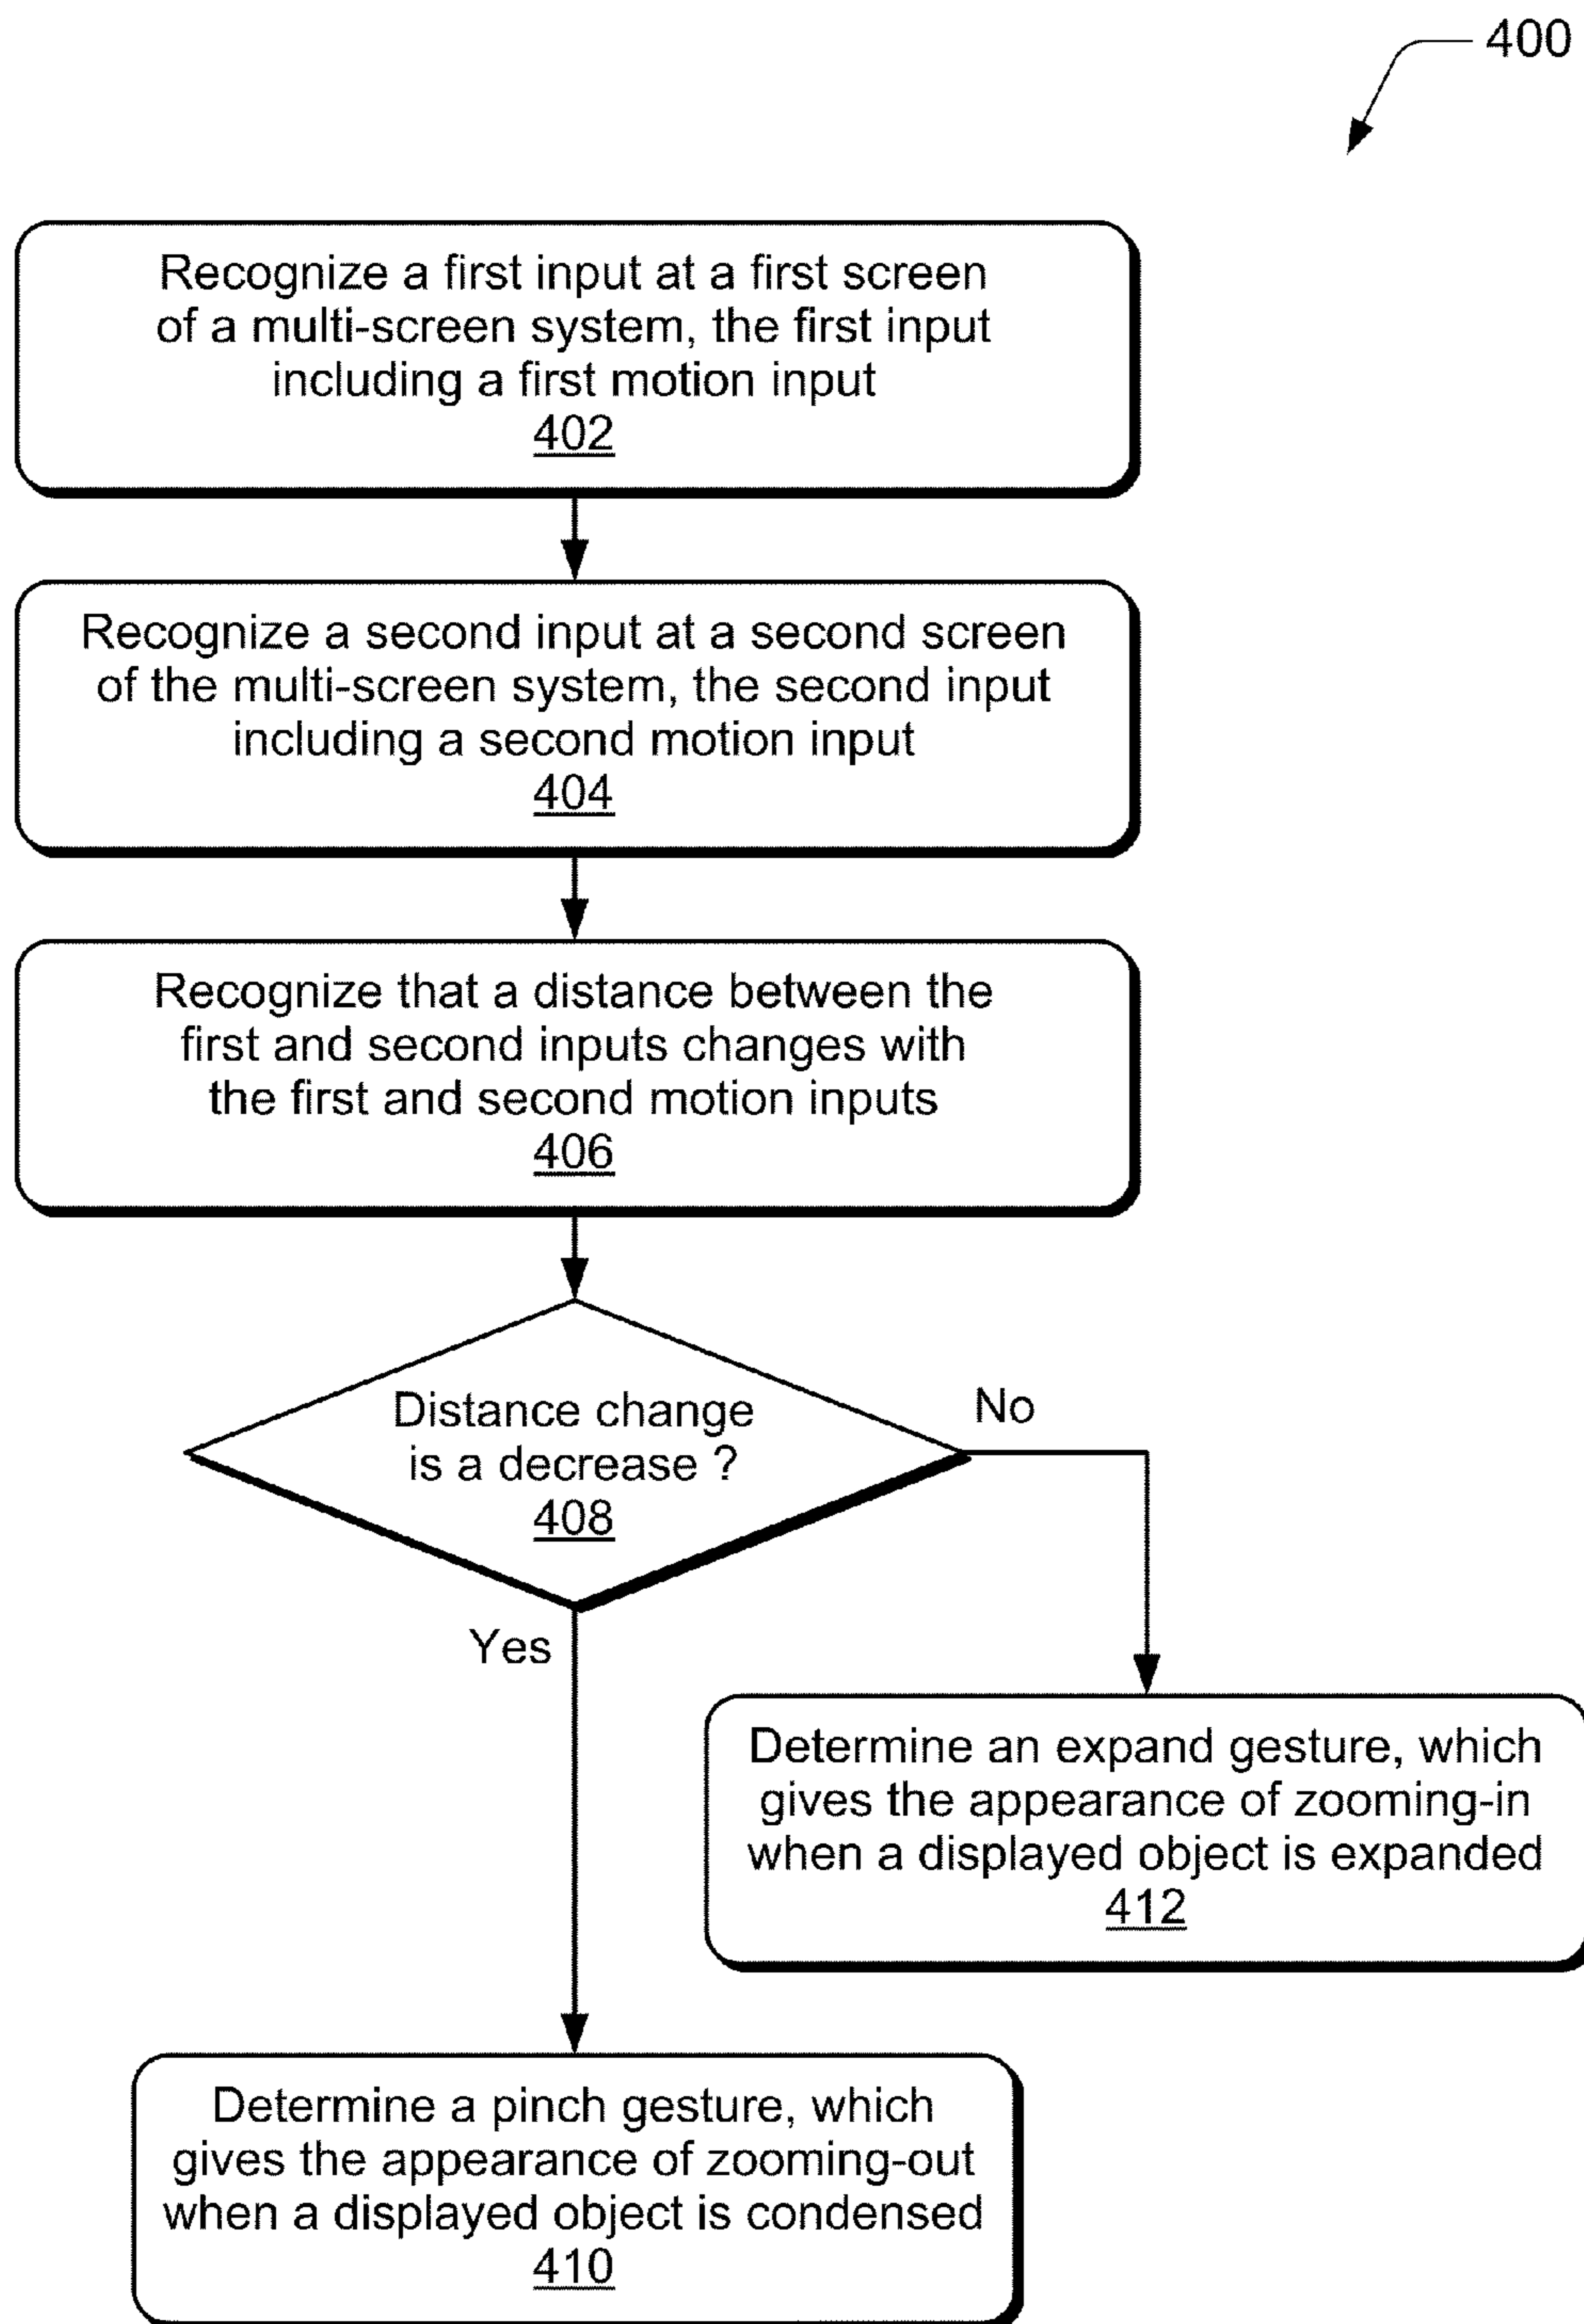 400
Recognize a first input at a first screen
of a multi-screen system, the first input
including a first motion input
402
Recognize a second input at a second screen
of the multi-screen system, the second input
including a second motion input
404
Recognize that a distance between the
first and second inputs changes with
the first and second motion inputs
406
Distance change
is a decrease ?
408
No
Yes
Determine an expand gesture, which
gives the appearance of zooming-in
when a displayed object is expanded
412
Determine a pinch gesture, which
gives the appearance of zooming-out
when a displayed object is condensed
410